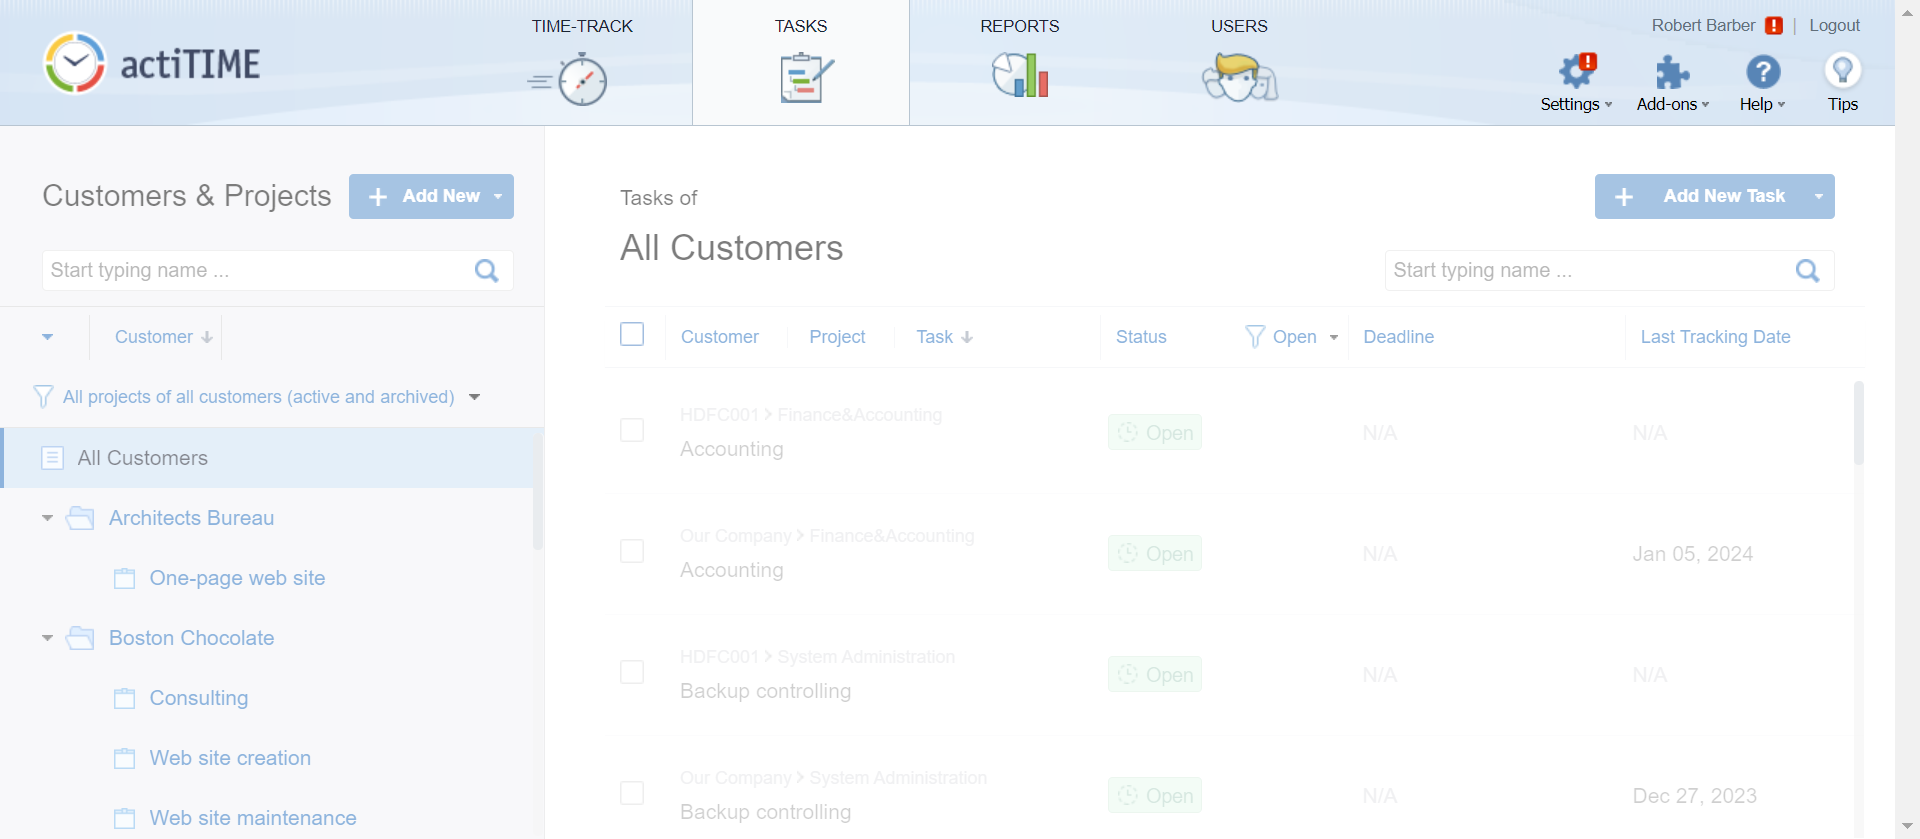 actiTIME
TIME-TRACK
TASKS
REPORTS
USERS
Robert Barber ! | Logout
Settings
Add-ons
Help
Tips
Customers & Projects
Add New
Start typing name ...
Customer
All projects of all customers (active and archived)
All Customers
Architects Bureau
One-page web site
Boston Chocolate
Consulting
Web site creation
Web site maintenance
Tasks of
All Customers
Add New Task
Start typing name ...
Customer Project Task Status Open Deadline Last Tracking Date
HDFC001 > Finance&Accounting
Accounting Open N/A N/A
Our Company > Finance&Accounting
Accounting Open N/A Jan 05, 2024
HDFC001 > System Administration
Backup controlling Open N/A N/A
Our Company > System Administration
Backup controlling Open N/A Dec 27, 2023